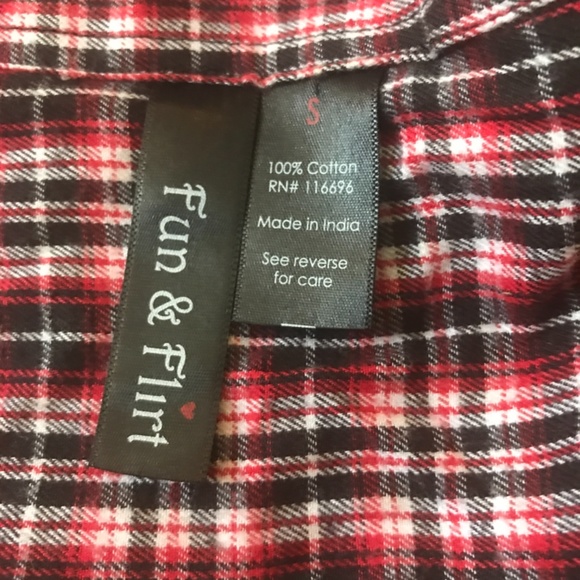 Fun & Flirt
S
100% Cotton
RN# 116696
Made in India
See reverse
for care